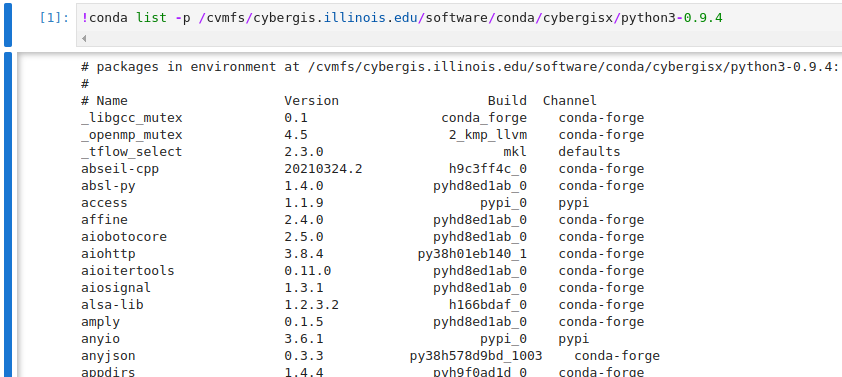 [1]: !conda list -p /cvmfs/cybergis.illinois.edu/software/conda/cybergisx/python3-0.9.4
# packages in environment at /cvmfs/cybergis.illinois.edu/software/conda/cybergisx/python3-0.9.4:
#
# Name Version Build Channel
_libgcc_mutex 0.1 conda_forge conda-forge
_openmp_mutex 4.5 2_kmp_llvm conda-forge
_tflow_select 2.3.0 mkl defaults
abseil-cpp 20210324.2 h9c3ff4c_0 conda-forge
absl-py 1.4.0 pyhd8ed1ab_0 conda-forge
access 1.1.9 pypi_0 pypi
affine 2.4.0 pyhd8ed1ab_0 conda-forge
aiobotocore 2.5.0 pyhd8ed1ab_0 conda-forge
aiohttp 3.8.4 py38h01eb140_1 conda-forge
aioitertools 0.11.0 pyhd8ed1ab_0 conda-forge
aiosignal 1.3.1 pyhd8ed1ab_0 conda-forge
alsa-lib 1.2.3.2 h166bdaf_0 conda-forge
amply 0.1.5 pyhd8ed1ab_0 conda-forge
anyio 3.6.1 pypi_0 pypi
anyjson 0.3.3 py38h578d9bd_1003 conda-forge
appdirs 1.4.4 pyh9f0ad1d_0 conda-forge